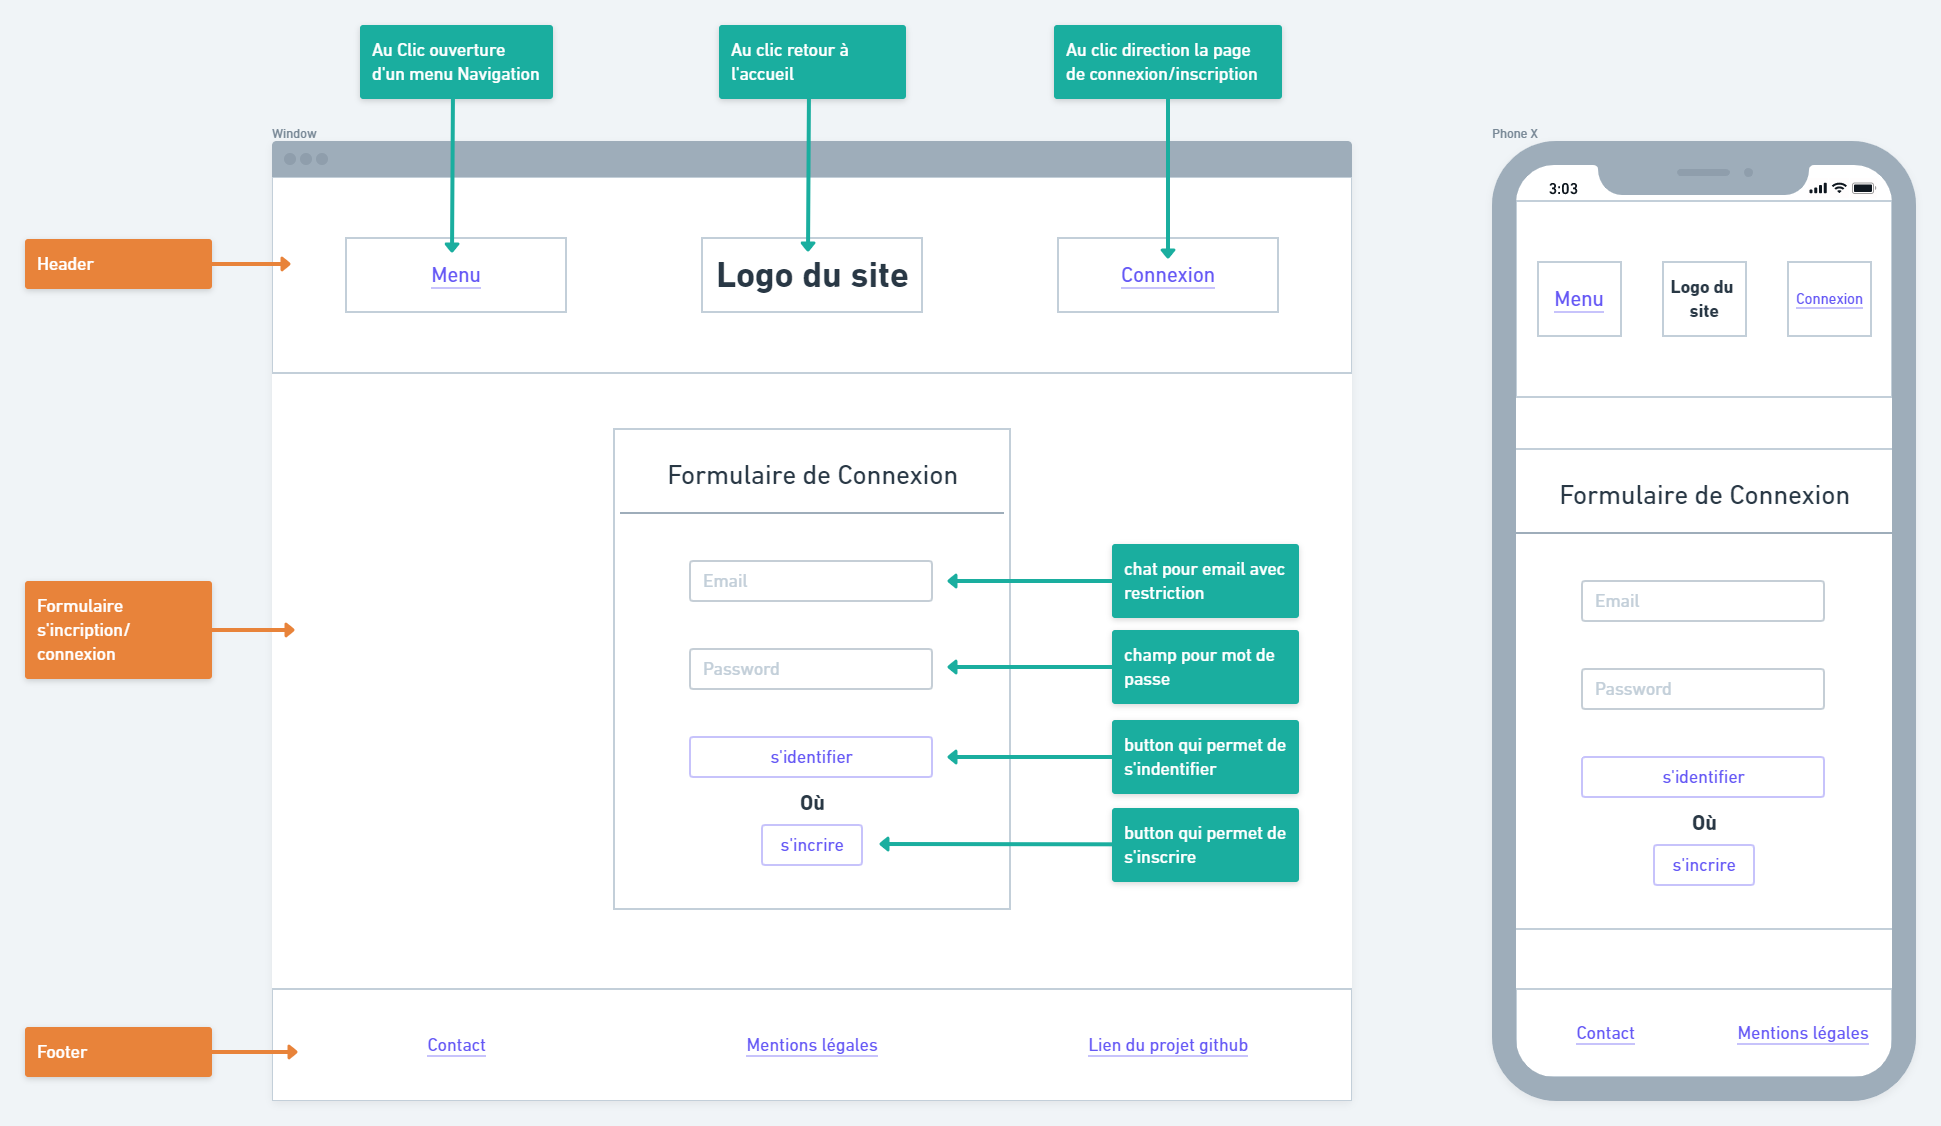 Au Clic ouverture
d'un menu Navigation
Au clic retour à
l'accueil
Au clic direction la page
de connexion/inscription
Window
Header
Menu
Logo du site
Connexion
Formulaire de Connexion
Formulaire
s'incription/
connexion
Email
chat pour email avec
restriction
Password
champ pour mot de
passe
s'identifier
button qui permet de
s'indentifier
Où
s'incrire
button qui permet de
s'inscrire
Footer
Contact
Mentions légales
Lien du projet github
Phone X
3:03
Menu
Logo du
site
Connexion
Formulaire de Connexion
Email
Password
s'identifier
Où
s'incrire
Contact
Mentions légales